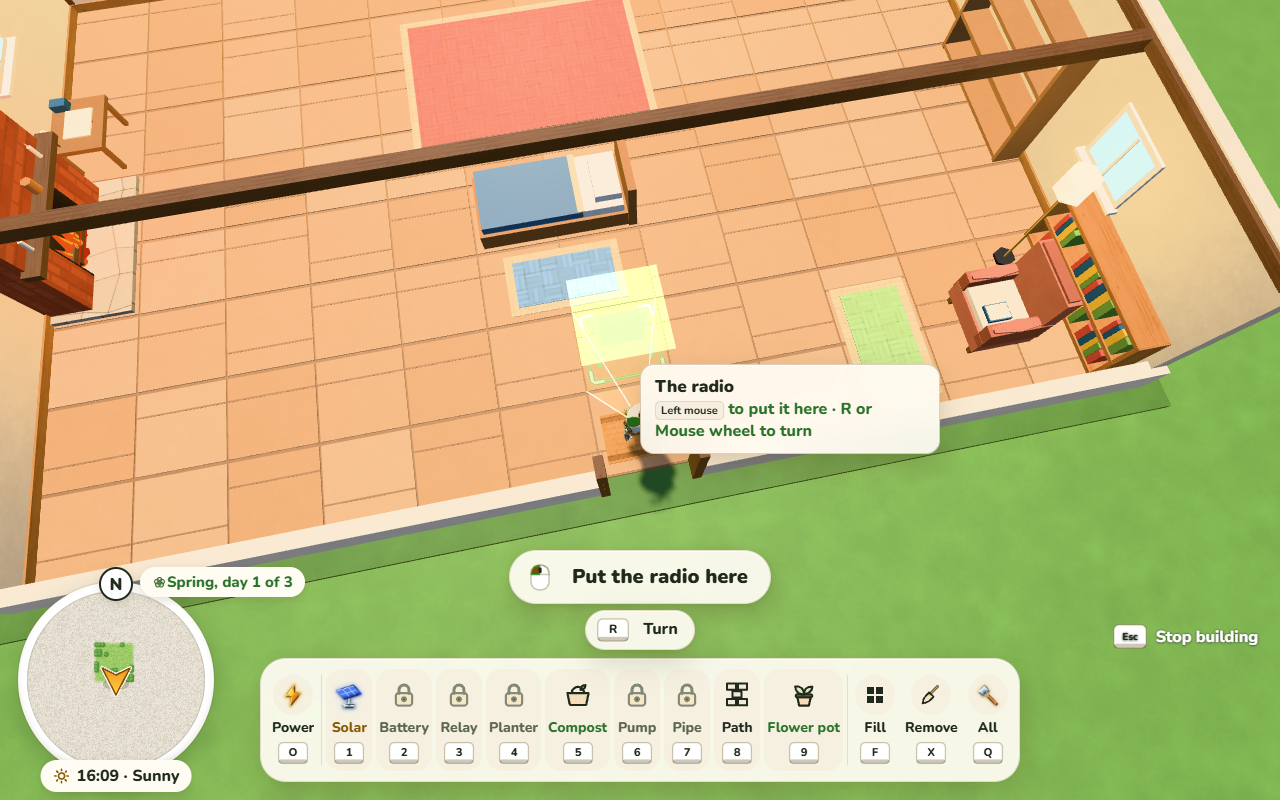 The radio
Left mouse to put it here · R or
Mouse wheel to turn
Put the radio here
R Turn
N
Spring, day 1 of 3
Esc Stop building
Power
Solar
Battery
Relay
Planter
Compost
Pump
Pipe
Path
Flower pot
Fill
Remove
All
O
1
2
3
4
5
6
7
8
9
F
X
Q
16:09 · Sunny